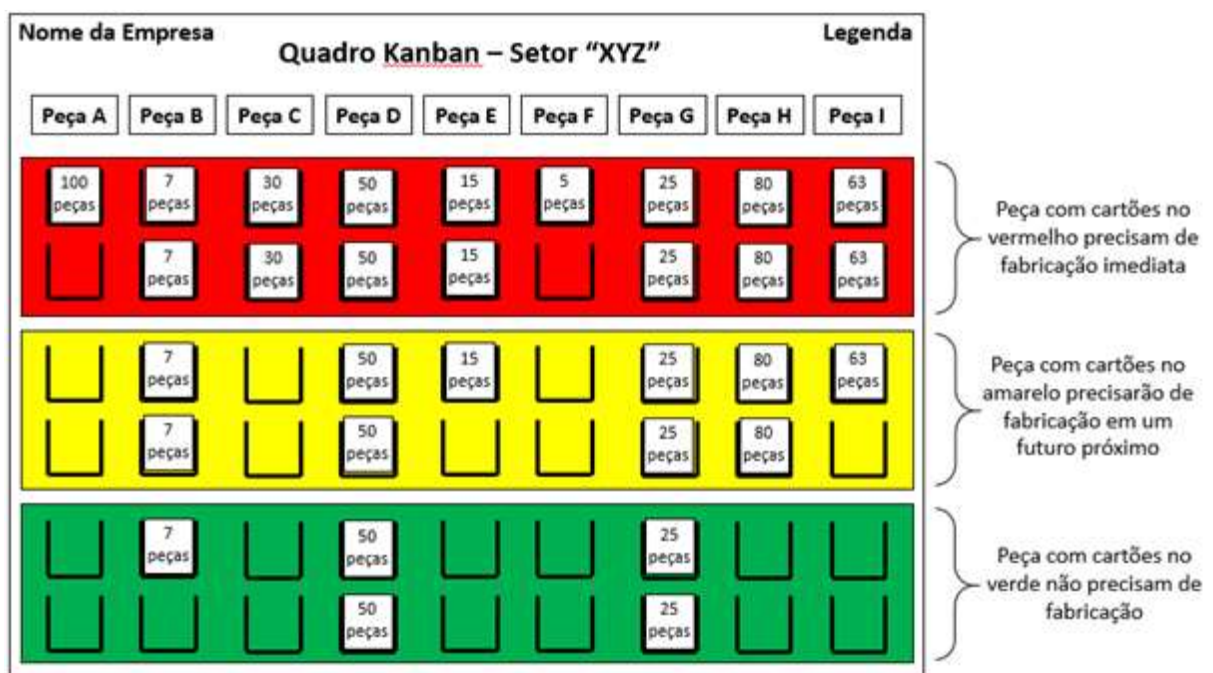 Nome da Empresa
Legenda
Quadro Kanban – Setor “XYZ”
Peça A Peça B Peça C Peça D Peça E Peça F Peça G Peça H Peça I
100 7 30 50 15 5 25 80 63
peças peças peças peças peças peças peças peças peças
7 30 50 15 25 80 63
peças peças peças peças peças peças peças
Peça com cartões no
vermelho precisam de
fabricação imediata
7 50 15 25 80 63
peças peças peças peças peças peças
7 50 25 80
peças peças peças peças
Peça com cartões no
amarelo precisarão de
fabricação em um
futuro próximo
7 50 25
peças peças peças
50 25
peças peças
Peça com cartões no
verde não precisam de
fabricação